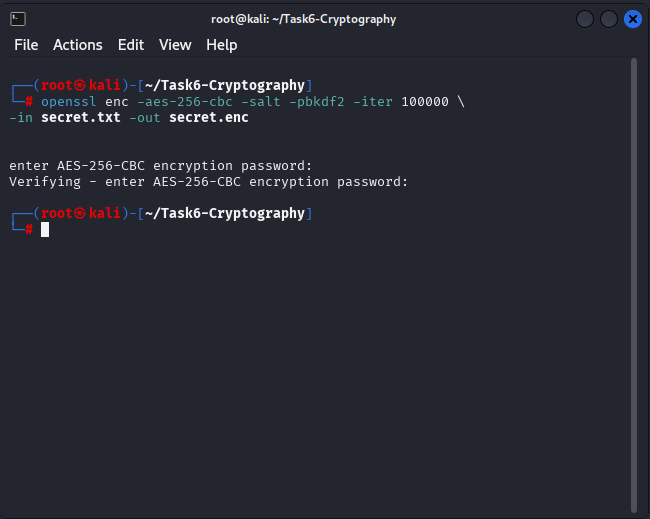 root@kali: ~/Task6-Cryptography
File Actions Edit View Help
┌──(root㉿kali)-[~/Task6-Cryptography]
└─# openssl enc -aes-256-cbc -salt -pbkdf2 -iter 100000 \
-in secret.txt -out secret.enc
enter AES-256-CBC encryption password:
Verifying - enter AES-256-CBC encryption password:
┌──(root㉿kali)-[~/Task6-Cryptography]
└─#